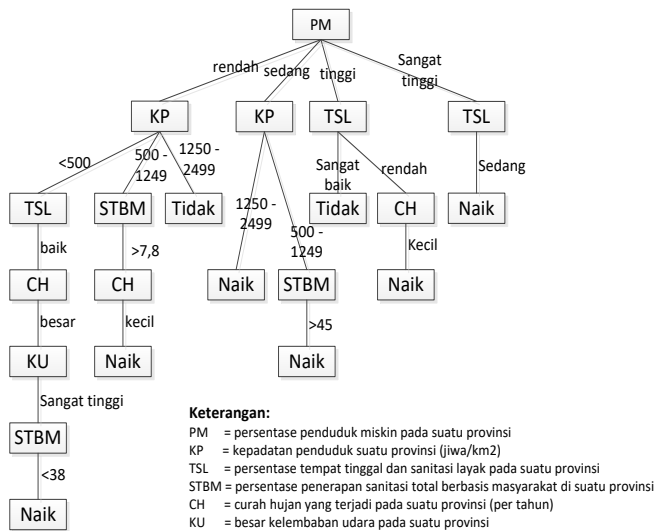 PM
rendah
sedang
tinggi
Sangat
tinggi
KP
KP
TSL
TSL
<500
500 -
1249
1250 -
2499
1250 -
2499
500 -
1249
Sangat
baik
rendah
Sedang
TSL
STBM
Tidak
Tidak
CH
Naik
baik
>7,8
Kecil
CH
CH
Naik
STBM
Naik
besar
kecil
>45
KU
Naik
Naik
Sangat tinggi
STBM
<38
Naik
Keterangan:
PM = persentase penduduk miskin pada suatu provinsi
KP = kepadatan penduduk suatu provinsi (jiwa/km2)
TSL = persentase tempat tinggal dan sanitasi layak pada suatu provinsi
STBM = persentase penerapan sanitasi total berbasis masyarakat di suatu provinsi
CH = curah hujan yang terjadi pada suatu provinsi (per tahun)
KU = besar kelembaban udara pada suatu provinsi